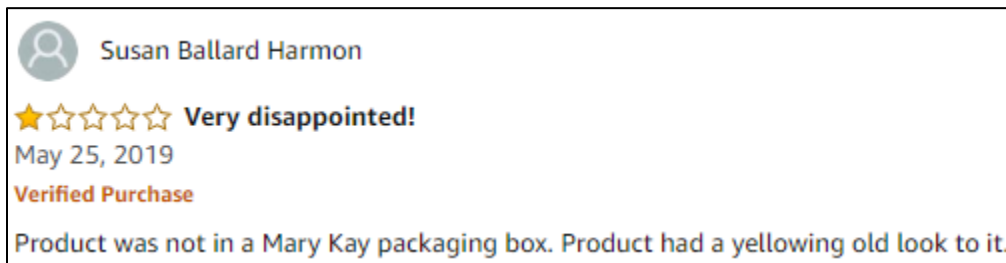 Susan Ballard Harmon
Very disappointed!
May 25, 2019
Verified Purchase
Product was not in a Mary Kay packaging box. Product had a yellowing old look to it.